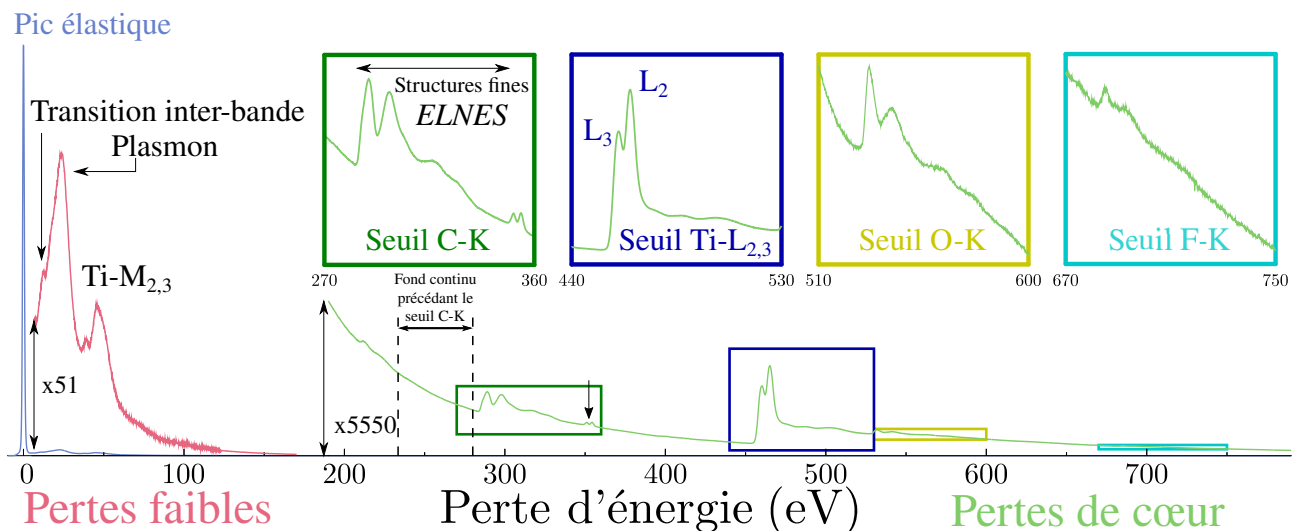 Pic élastique
Transition inter-bande
Plasmon
Ti-M2,3
x51
Structures fines
ELNES
Seuil C-K
270 360
L2
L3
Seuil Ti-L2,3
440 530
Seuil O-K
510 600
Seuil F-K
670 750
Fond continu
précédant le
seuil C-K
x5550
0 100 200 300 400 500 600 700
Pertes faibles
Perte d'énergie (eV)
Pertes de cœur